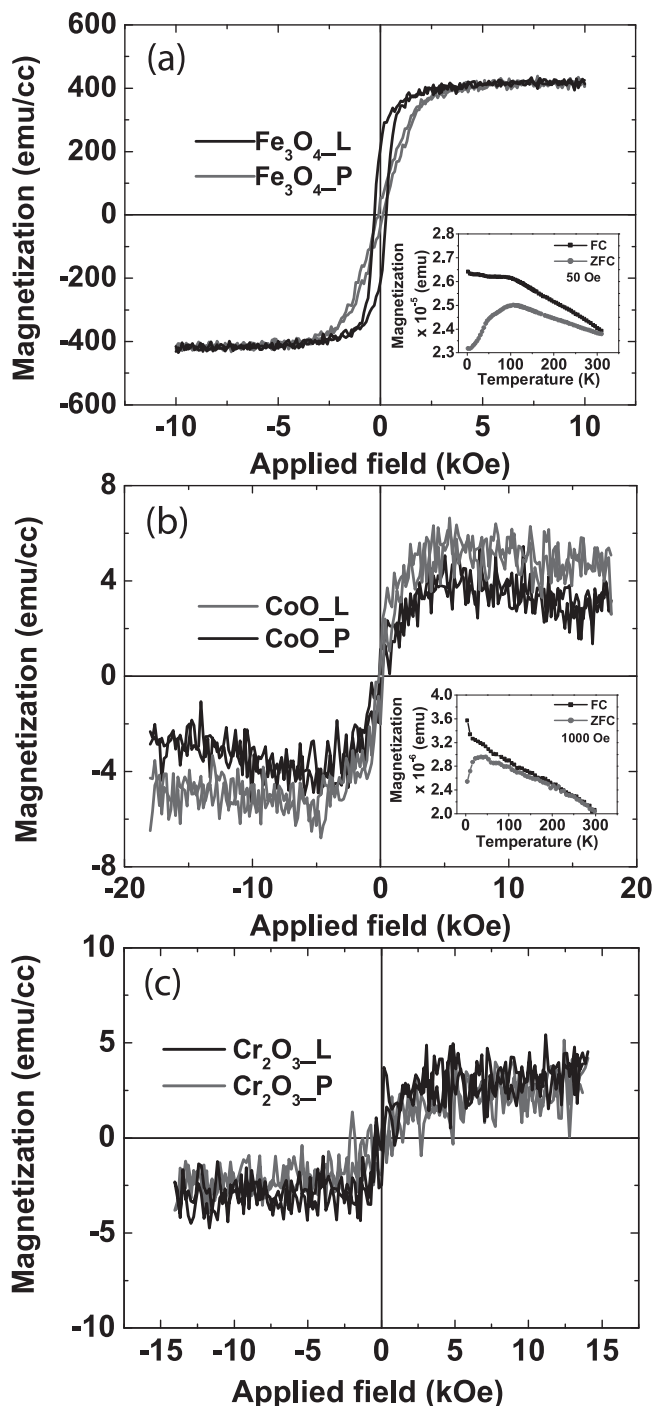 (a)
Magnetization (emu/cc)
600
400
200
0
-200
-400
-600
Fe3O4_L
Fe3O4_P
-10
-5
0
5
10
Applied field (kOe)
Magnetization
x 10-5 (emu)
2.8
2.7
2.6
2.5
2.4
2.3
FC
ZFC
50 Oe
0 100 200 300
Temperature (K)
(b)
Magnetization (emu/cc)
8
4
0
-4
-8
CoO_L
CoO_P
-20
-10
0
10
20
Applied field (kOe)
Magnetization
x 10-6 (emu)
4.0
3.6
3.2
2.8
2.4
2.0
FC
ZFC
1000 Oe
0 100 200 300
Temperature (K)
(c)
Magnetization (emu/cc)
10
5
0
-5
-10
Cr2O3_L
Cr2O3_P
-15
-10
-5
0
5
10
15
Applied field (kOe)